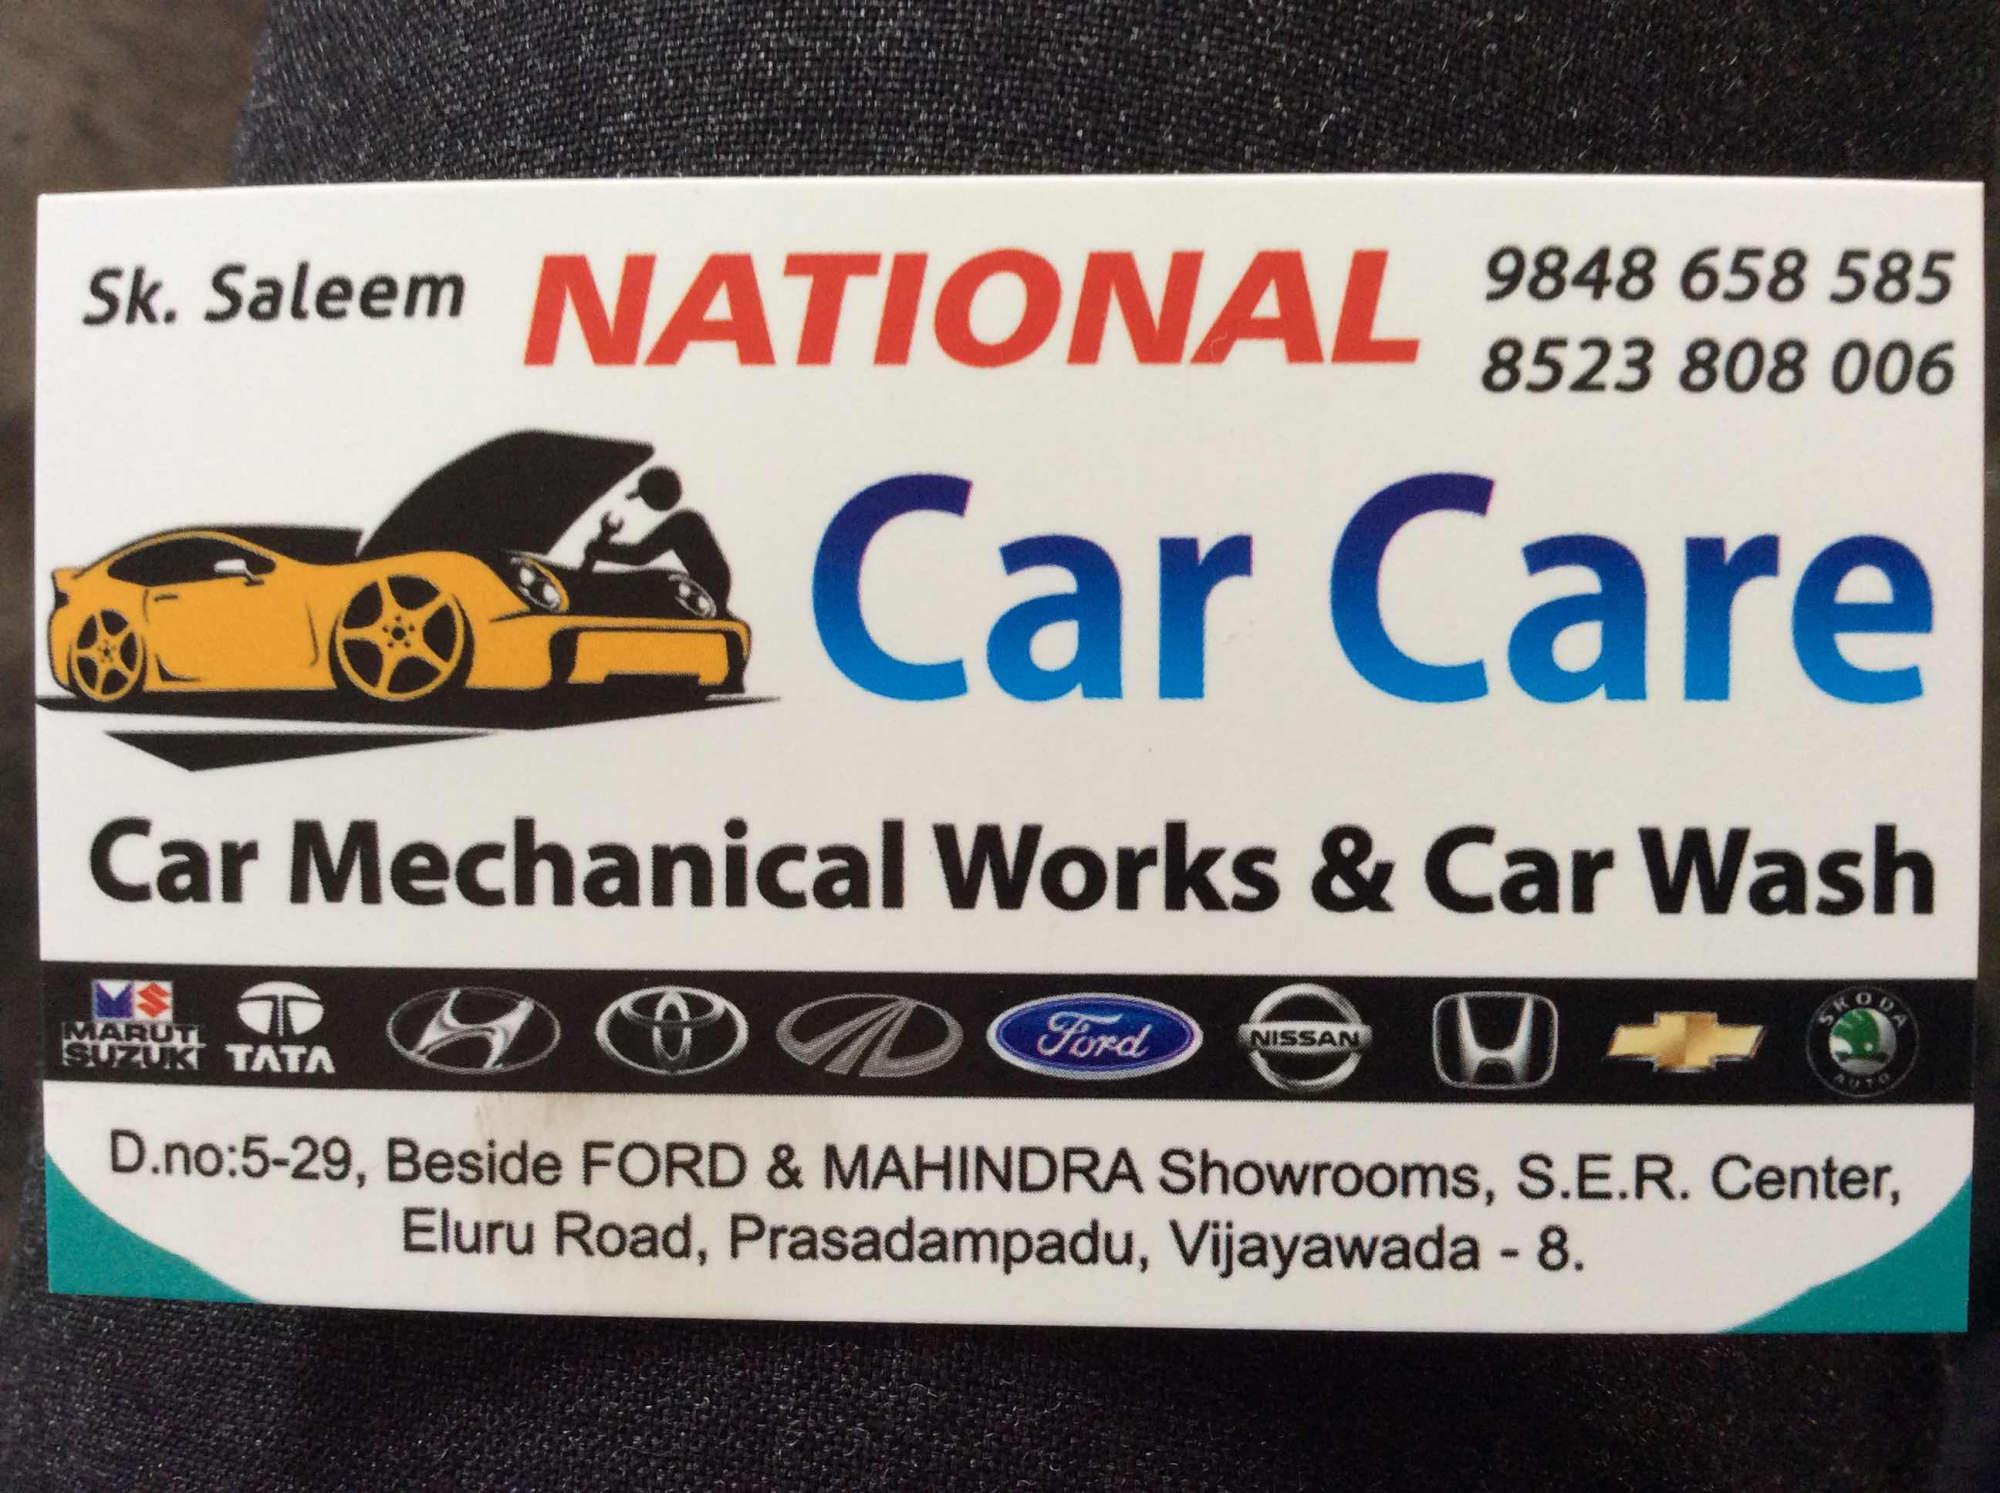 Sk. Saleem
NATIONAL
9848 658 585
8523 808 006
Car Care
Car Mechanical Works & Car Wash
MARUTI
SUZUKI
TATA
Ford
NISSAN
SKODA
AUTO
D.no:5-29, Beside FORD & MAHINDRA Showrooms, S.E.R. Center,
Eluru Road, Prasadampadu, Vijayawada - 8.